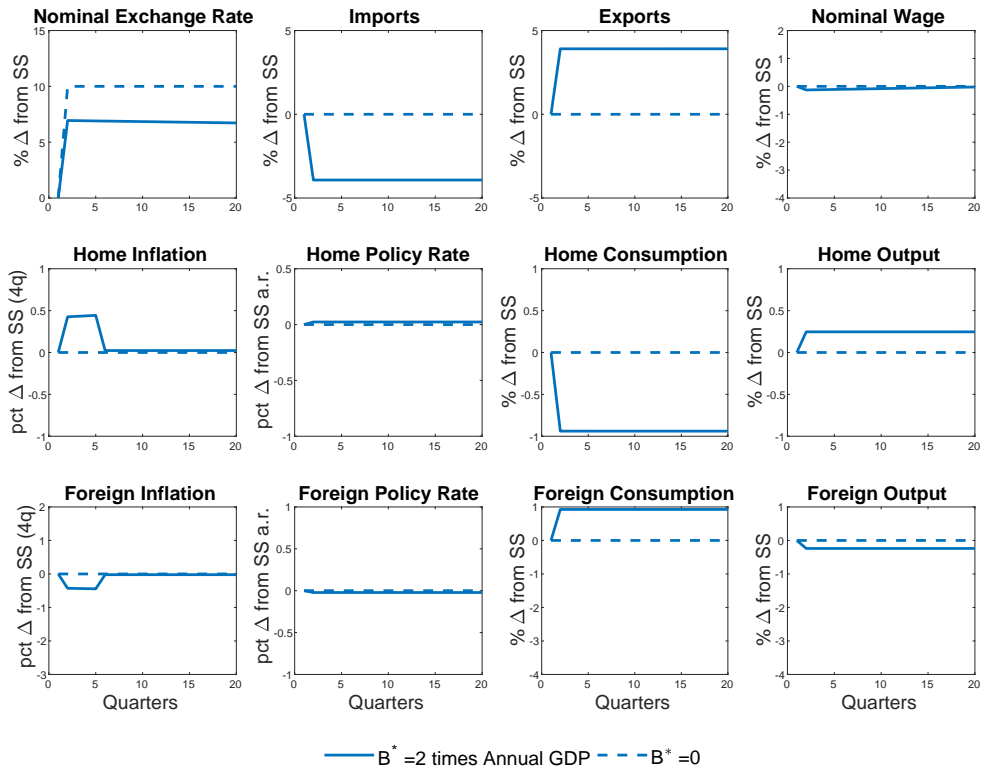 Nominal Exchange Rate
Imports
Exports
Nominal Wage
% Δ from SS
15
10
5
0
0 5 10 15 20
5
0
-5
0 5 10 15 20
% Δ from SS
5
0
5
0 5 10 15 20
2
1
0
-1
-2
-3
-4
0 5 10 15 20
Home Inflation
Home Policy Rate
Home Consumption
Home Output
pct Δ from SS (4q)
1
0.5
0
-0.5
-1
0 5 10 15 20
pct Δ from SS a.r.
0.5
0
-0.5
-1
0 5 10 15 20
% Δ from SS
1
0.5
0
-0.5
-1
0 5 10 15 20
% Δ from SS
1
0.5
0
-0.5
-1
0 5 10 15 20
Foreign Inflation
Foreign Policy Rate
Foreign Consumption
Foreign Output
pct Δ from SS (4q)
2
1
0
-1
-2
-3
0 5 10 15 20
Quarters
pct Δ from SS a.r.
1
0.5
0
-0.5
-1
0 5 10 15 20
Quarters
% Δ from SS
1
0
-1
-2
-3
-4
0 5 10 15 20
Quarters
% Δ from SS
1
0
-1
-2
-3
-4
0 5 10 15 20
Quarters
B* =2 times Annual GDP
B* =0